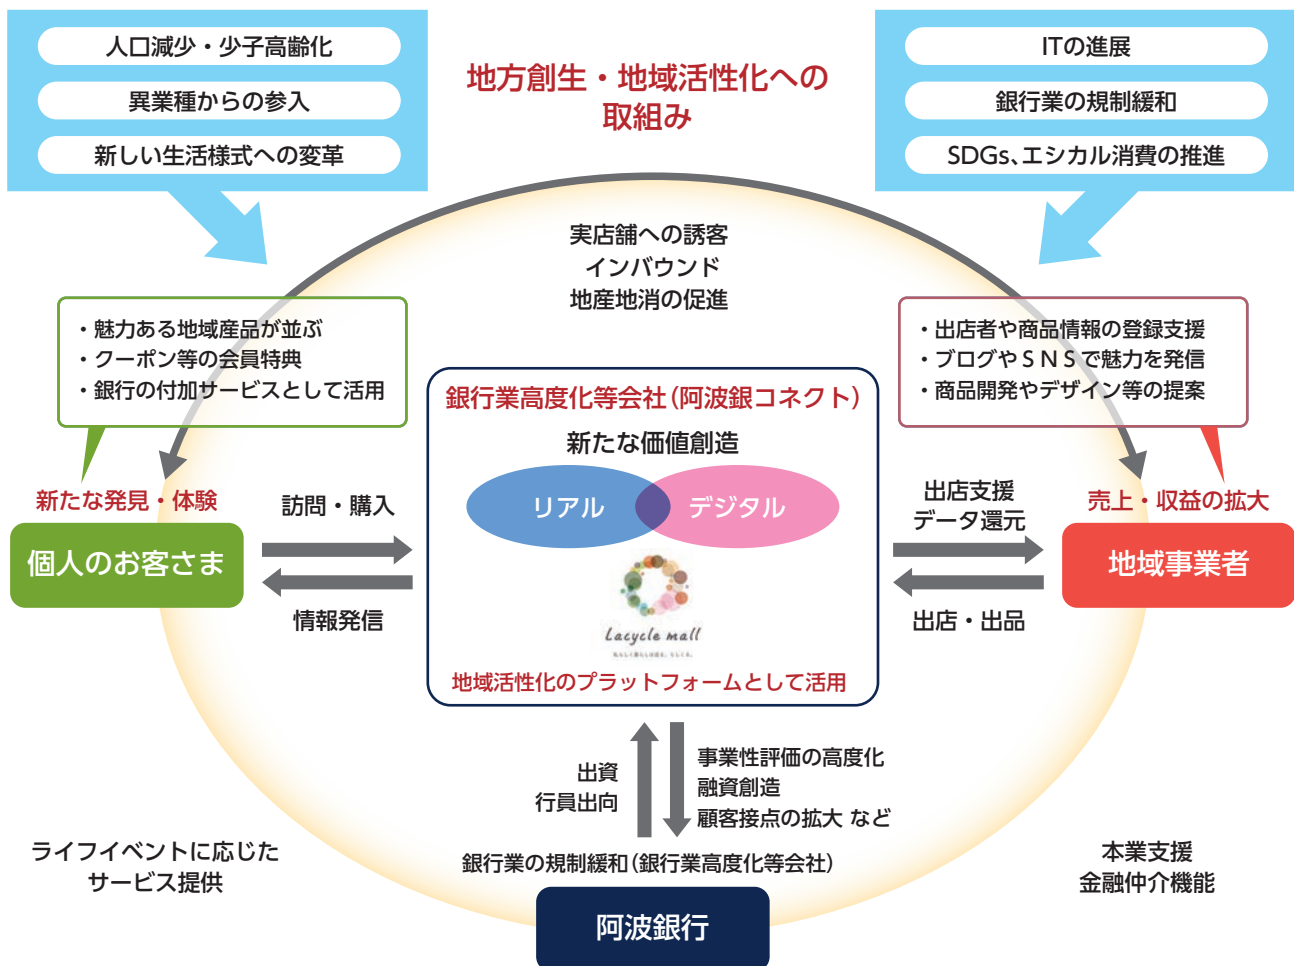 人口減少・少子高齢化
異業種からの参入
新しい生活様式への変革
地方創生・地域活性化への
取組み
ITの進展
銀行業の規制緩和
SDGs、エシカル消費の推進
実店舗への誘客
インバウンド
地産地消の促進
・魅力ある地域産品が並ぶ
・クーポン等の会員特典
・銀行の付加サービスとして活用
・出店者や商品情報の登録支援
・ブログやＳＮＳで魅力を発信
・商品開発やデザイン等の提案
銀行業高度化等会社(阿波銀コネクト)
新たな価値創造
リアル
デジタル
Lacycle mall
地域活性化のプラットフォームとして活用
新たな発見・体験
個人のお客さま
訪問・購入
情報発信
出店支援
データ還元
出店・出品
売上・収益の拡大
地域事業者
出資
行員出向
事業性評価の高度化
融資創造
顧客接点の拡大 など
銀行業の規制緩和(銀行業高度化等会社)
阿波銀行
ライフイベントに応じた
サービス提供
本業支援
金融仲介機能